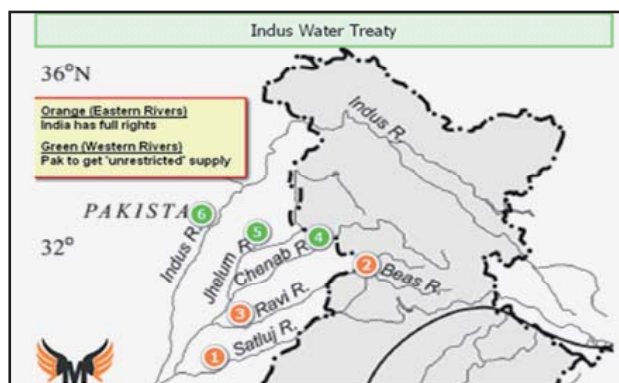 Indus Water Treaty
36°N
Orange (Eastern Rivers)
India has full rights
Green (Western Rivers)
Pak to get 'unrestricted' supply
Indus R.
PAKISTA
6
32°
Indus R.
5
Jhelum R.
4
Chenab R.
2
Beas R.
3
Ravi R.
1
Satluj R.
M